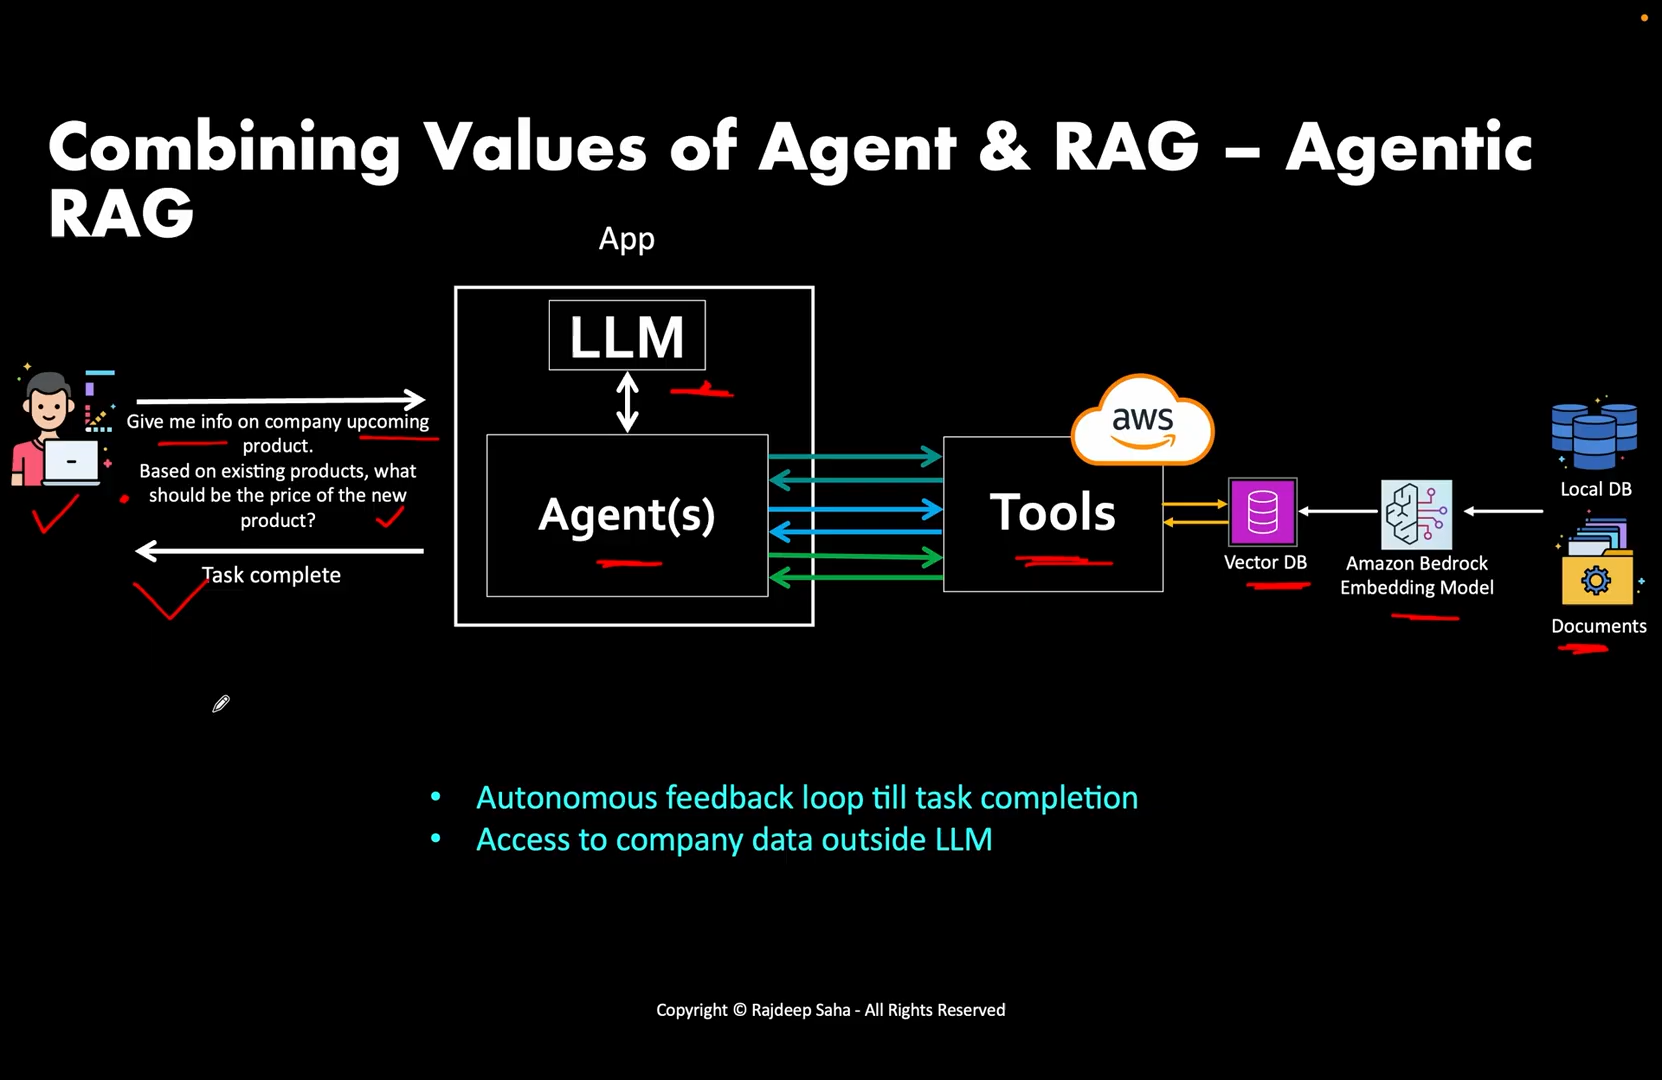 Combining Values of Agent & RAG – Agentic
RAG
App
LLM
Give me info on company upcoming
product.
Based on existing products, what
should be the price of the new
product?
Task complete
Agent(s)
Tools
aws
Vector DB
Amazon Bedrock
Embedding Model
Local DB
Documents
• Autonomous feedback loop till task completion
• Access to company data outside LLM
Copyright © Rajdeep Saha - All Rights Reserved